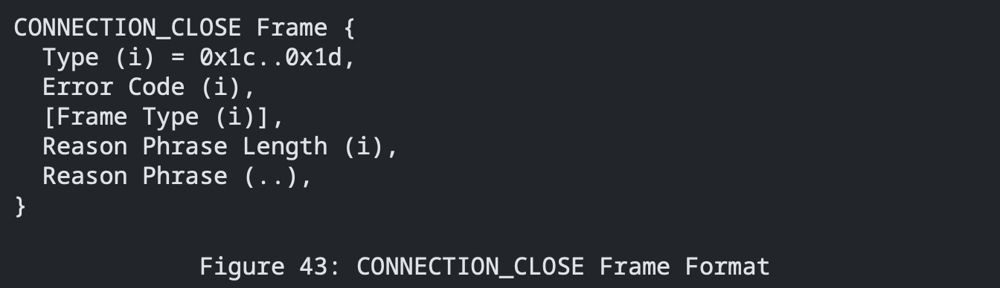 CONNECTION_CLOSE Frame {
  Type (i) = 0x1c..0x1d,
  Error Code (i),
  [Frame Type (i)],
  Reason Phrase Length (i),
  Reason Phrase (..),
}
Figure 43: CONNECTION_CLOSE Frame Format